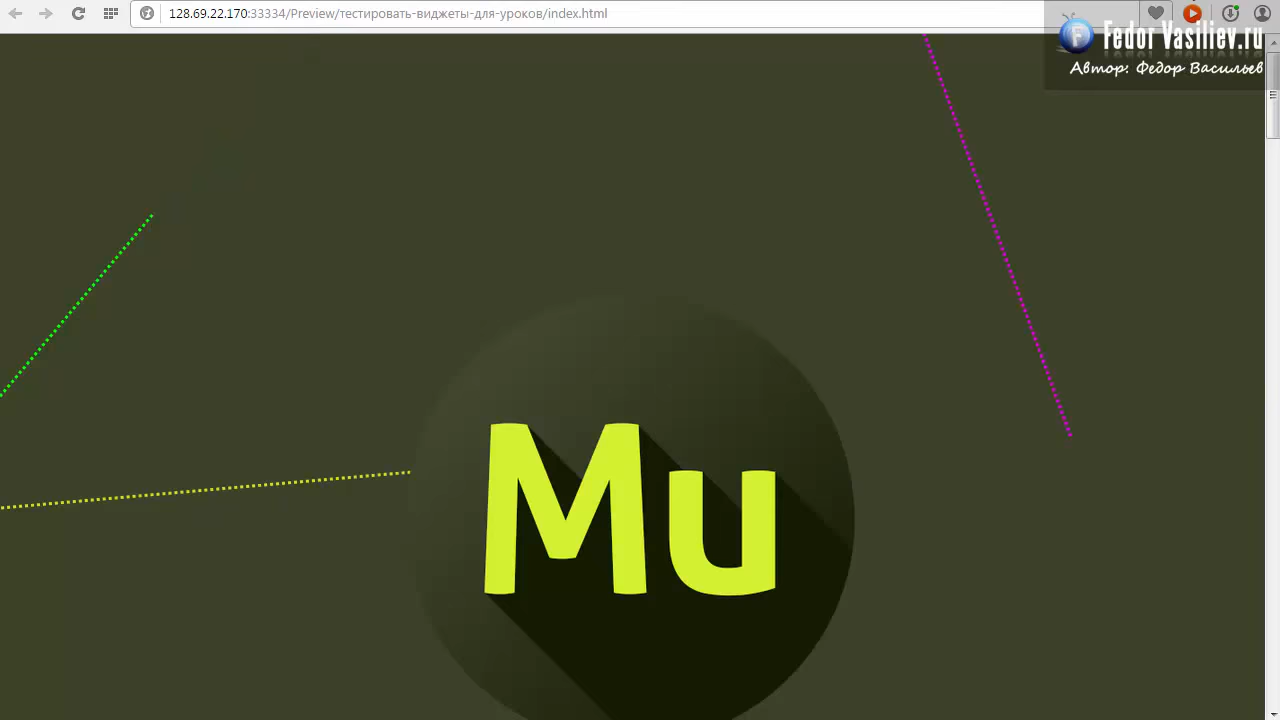 128.69.22.170:33334/Preview/тестировать-виджеты-для-уроков/index.html
Fedor Vasiliev.ru
Автор: Федор Васильев
Mu